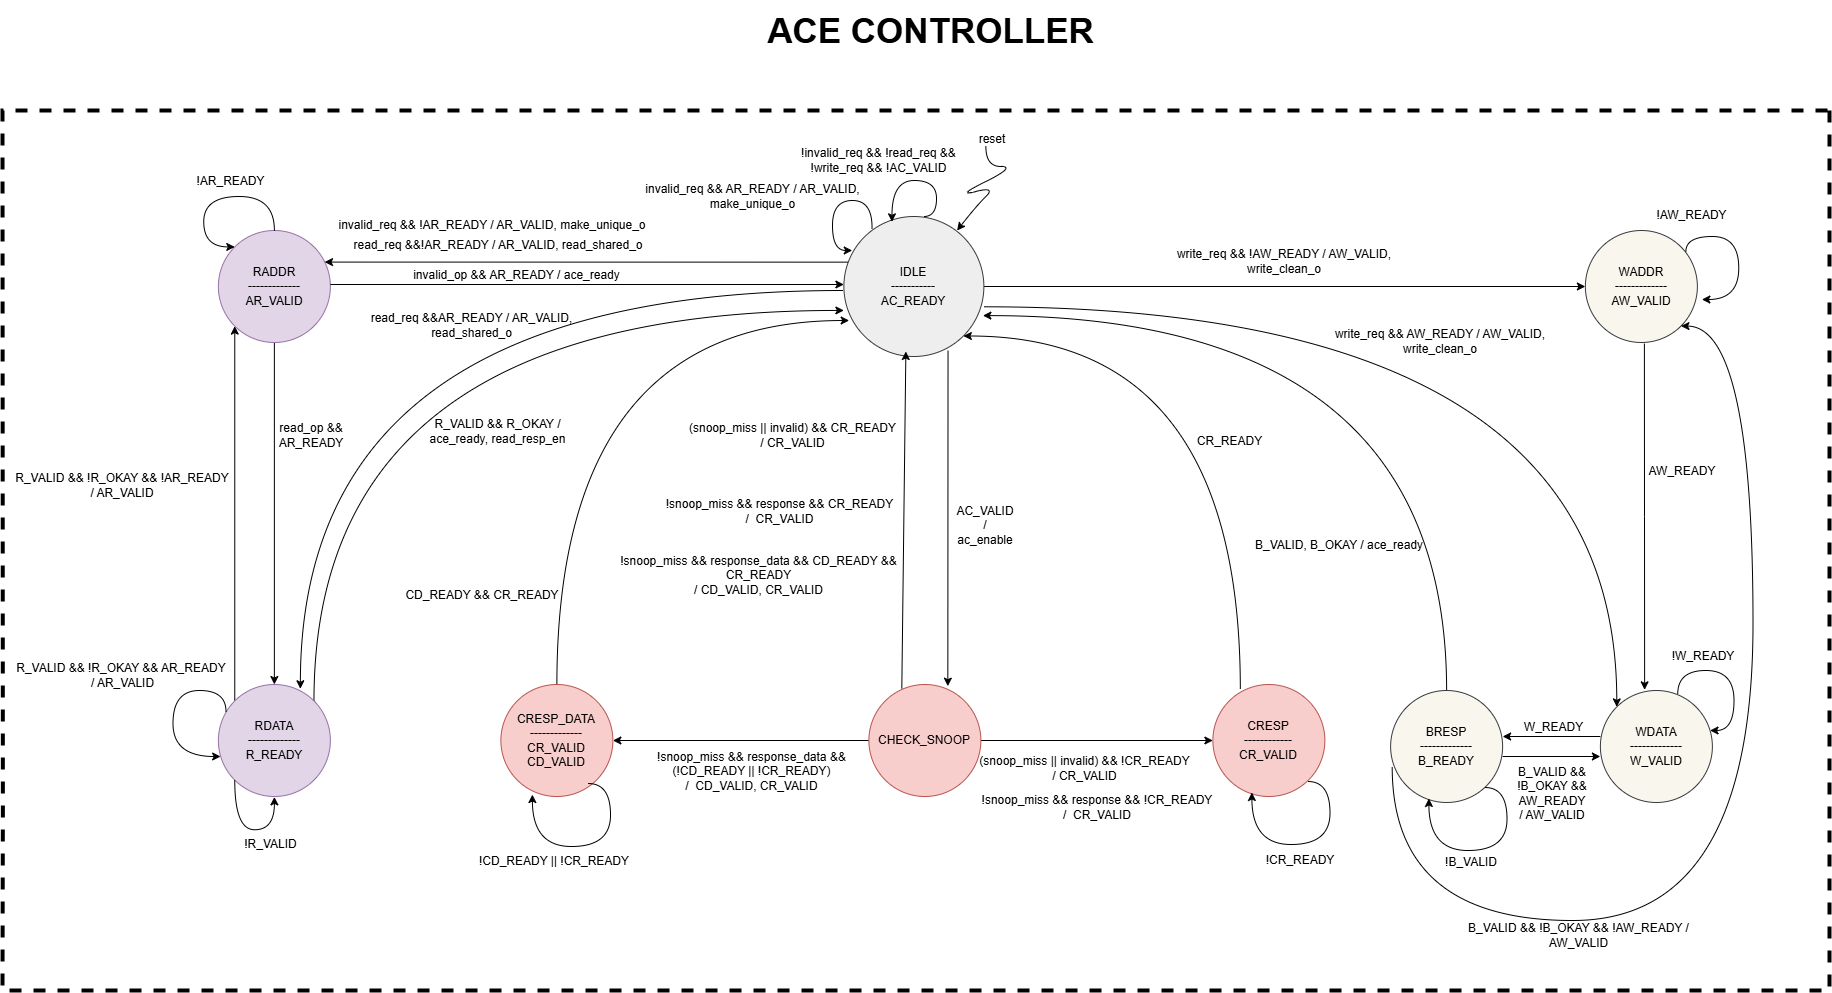 ACE CONTROLLER
reset
!invalid_req && !read_req &&
!write_req && !AC_VALID
!AR_READY
invalid_req && AR_READY / AR_VALID,
make_unique_o
!AW_READY
invalid_req && !AR_READY / AR_VALID, make_unique_o
read_req &&!AR_READY / AR_VALID, read_shared_o
write_req && !AW_READY / AW_VALID,
write_clean_o
RADDR
-------------
AR_VALID
invalid_op && AR_READY / ace_ready
IDLE
-----------
AC_READY
WADDR
-------------
AW_VALID
read_req &&AR_READY / AR_VALID,
read_shared_o
write_req && AW_READY / AW_VALID,
write_clean_o
read_op &&
AR_READY
R_VALID && R_OKAY /
ace_ready, read_resp_en
(snoop_miss || invalid) && CR_READY
/ CR_VALID
CR_READY
AW_READY
R_VALID && !R_OKAY && !AR_READY
/ AR_VALID
!snoop_miss && response && CR_READY
/  CR_VALID
AC_VALID
/
ac_enable
B_VALID, B_OKAY / ace_ready
!snoop_miss && response_data && CD_READY &&
CR_READY
/ CD_VALID, CR_VALID
CD_READY && CR_READY
R_VALID && !R_OKAY && AR_READY
/ AR_VALID
!W_READY
RDATA
-------------
R_READY
CRESP_DATA
-------------
CR_VALID
CD_VALID
CHECK_SNOOP
CRESP
------------
CR_VALID
BRESP
-------------
B_READY
W_READY
WDATA
-------------
W_VALID
!snoop_miss && response_data &&
(!CD_READY || !CR_READY)
/  CD_VALID, CR_VALID
(snoop_miss || invalid) && !CR_READY
/ CR_VALID
!snoop_miss && response && !CR_READY
/  CR_VALID
B_VALID &&
!B_OKAY &&
AW_READY
/ AW_VALID
!R_VALID
!CD_READY || !CR_READY
!CR_READY
!B_VALID
B_VALID && !B_OKAY && !AW_READY /
AW_VALID